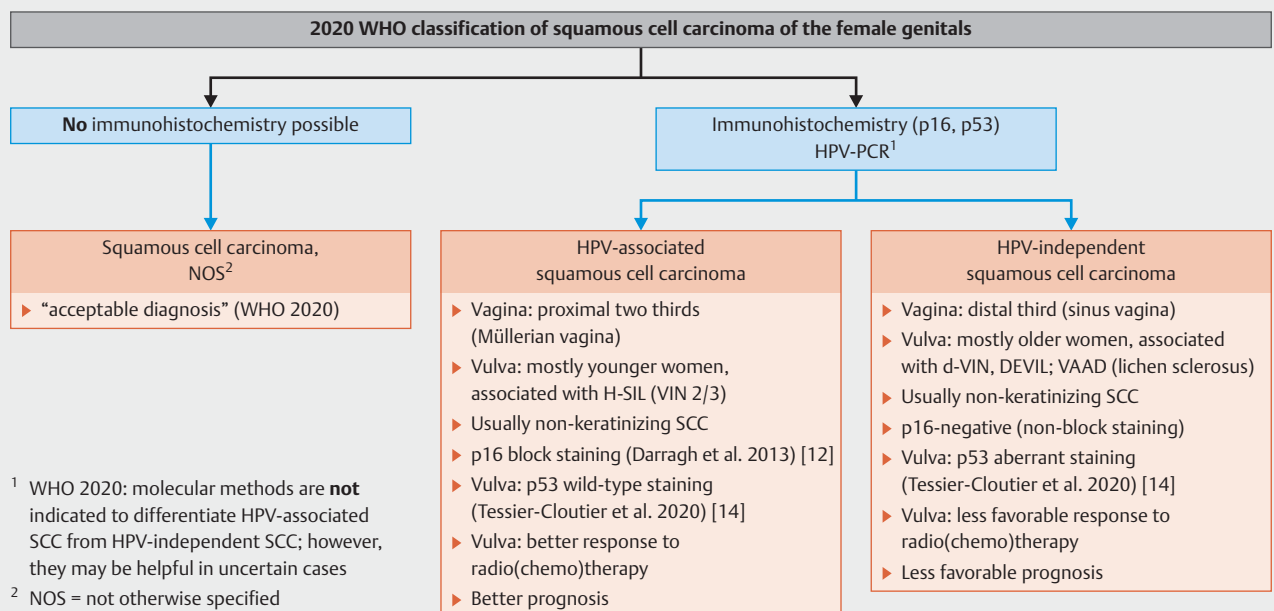 2020 WHO classification of squamous cell carcinoma of the female genitals
No immunohistochemistry possible
Immunohistochemistry (p16, p53)
HPV-PCR1
Squamous cell carcinoma,
NOS2
▶ “acceptable diagnosis” (WHO 2020)
HPV-associated
squamous cell carcinoma
▶ Vagina: proximal two thirds
(Müllerian vagina)
▶ Vulva: mostly younger women,
associated with H-SIL (VIN 2/3)
▶ Usually non-keratinizing SCC
▶ p16 block staining (Darragh et al. 2013) [12]
▶ Vulva: p53 wild-type staining
(Tessier-Cloutier et al. 2020) [14]
▶ Vulva: better response to
radio(chemo)therapy
▶ Better prognosis
HPV-independent
squamous cell carcinoma
▶ Vagina: distal third (sinus vagina)
▶ Vulva: mostly older women, associated
with d-VIN, DEVIL; VAAD (lichen sclerosus)
▶ Usually non-keratinizing SCC
▶ p16-negative (non-block staining)
▶ Vulva: p53 aberrant staining
(Tessier-Cloutier et al. 2020) [14]
▶ Vulva: less favorable response to
radio(chemo)therapy
▶ Less favorable prognosis
1 WHO 2020: molecular methods are not
indicated to differentiate HPV-associated
SCC from HPV-independent SCC; however,
they may be helpful in uncertain cases
2 NOS = not otherwise specified